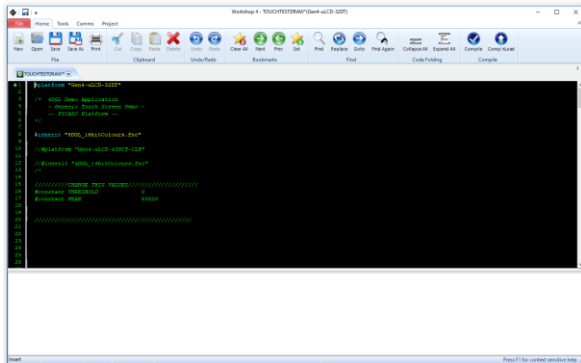 Workshop 4 - TOUCHTESTDRAW*(Gen4-uLCD-32DT)
File Home Tools Comms Project
New Open Save Save As Print Cut Copy Paste Delete Undo Redo Clear All Next Prev Set Find Replace Goto Find Again Collapse All Expand All Compile Comp'nLoad
File Clipboard Undo/Redo Bookmarks Find Code Folding Compile
#platform "Gen4-uLCD-32DT"
/* 4DGL Demo Application
- Generic Touch Screen Demo -
-- PICASO Platform --
*/
#inherit "4DGL_16bitColours.fnc"
//#platform "Gen4-uLCD-43DCT-CLB"
//#inherit "4DGL_16bitColours.fnc"
/*
//////////CHANGE THIS VALUES/////////////////////
#constant THRESHOLD 0
#constant
Insert Press F1 for context sensitive help